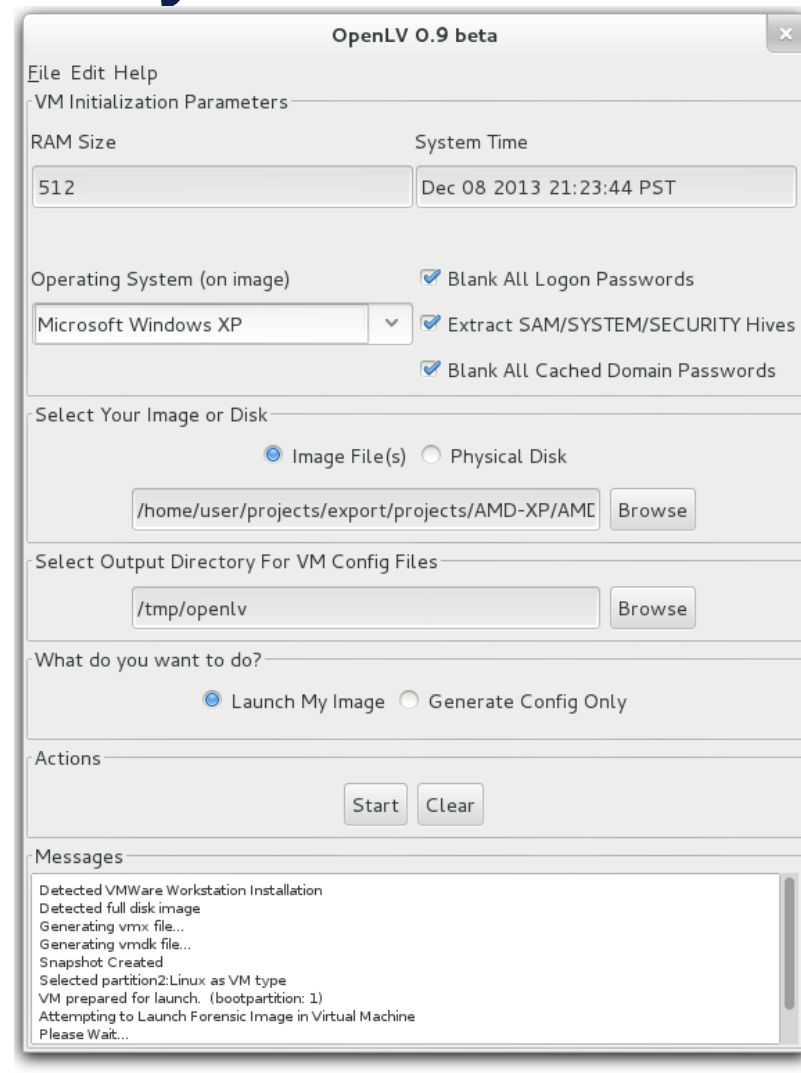 OpenLV 0.9 beta
File Edit Help
VM Initialization Parameters
RAM Size
System Time
512
Dec 08 2013 21:23:44 PST
Operating System (on image)
Blank All Logon Passwords
Microsoft Windows XP
Extract SAM/SYSTEM/SECURITY Hives
Blank All Cached Domain Passwords
Select Your Image or Disk
Image File(s) Physical Disk
/home/user/projects/export/projects/AMD-XP/AMD Browse
Select Output Directory For VM Config Files
/tmp/openlv Browse
What do you want to do?
Launch My Image Generate Config Only
Actions
Start Clear
Messages
Detected VMWare Workstation Installation
Detected full disk image
Generating vmx file...
Generating vmdk file...
Snapshot Created
Selected partition2:Linux as VM type
VM prepared for launch. (bootpartition: 1)
Attempting to Launch Forensic Image in Virtual Machine
Please Wait...